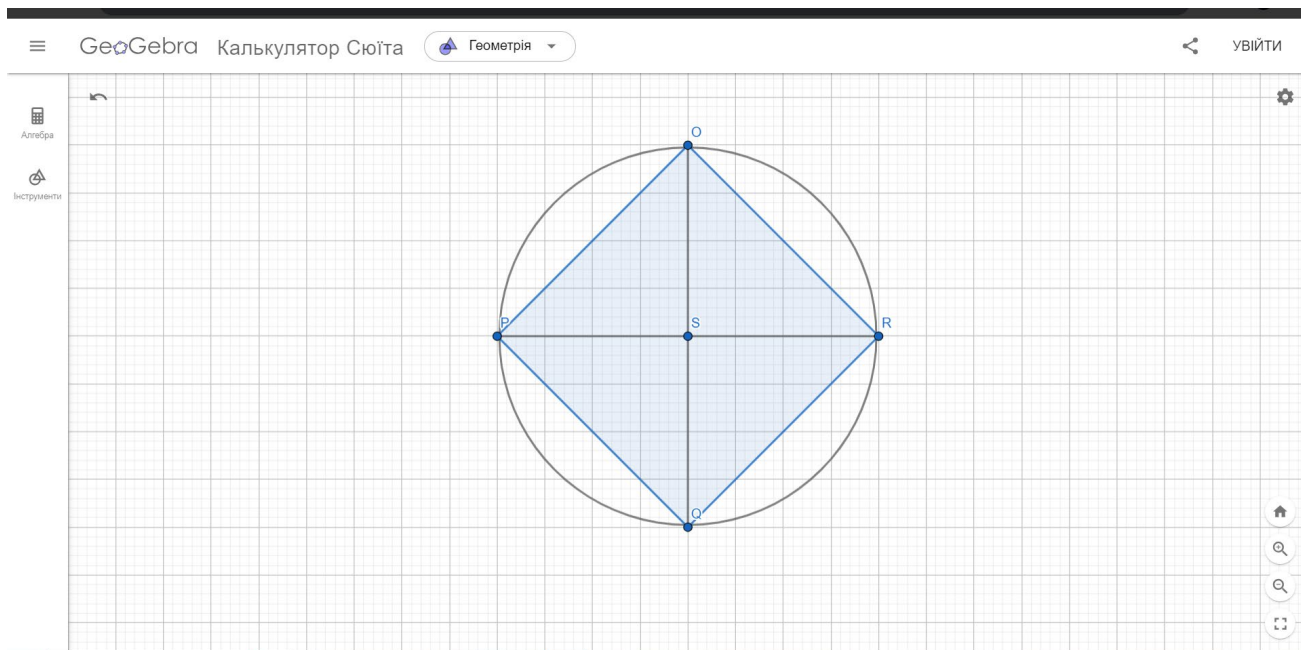 GeoGebra Калькулятор Сюїта Геометрія УВІЙТИ
Алгебра
Інструменти
O
P S R
Q